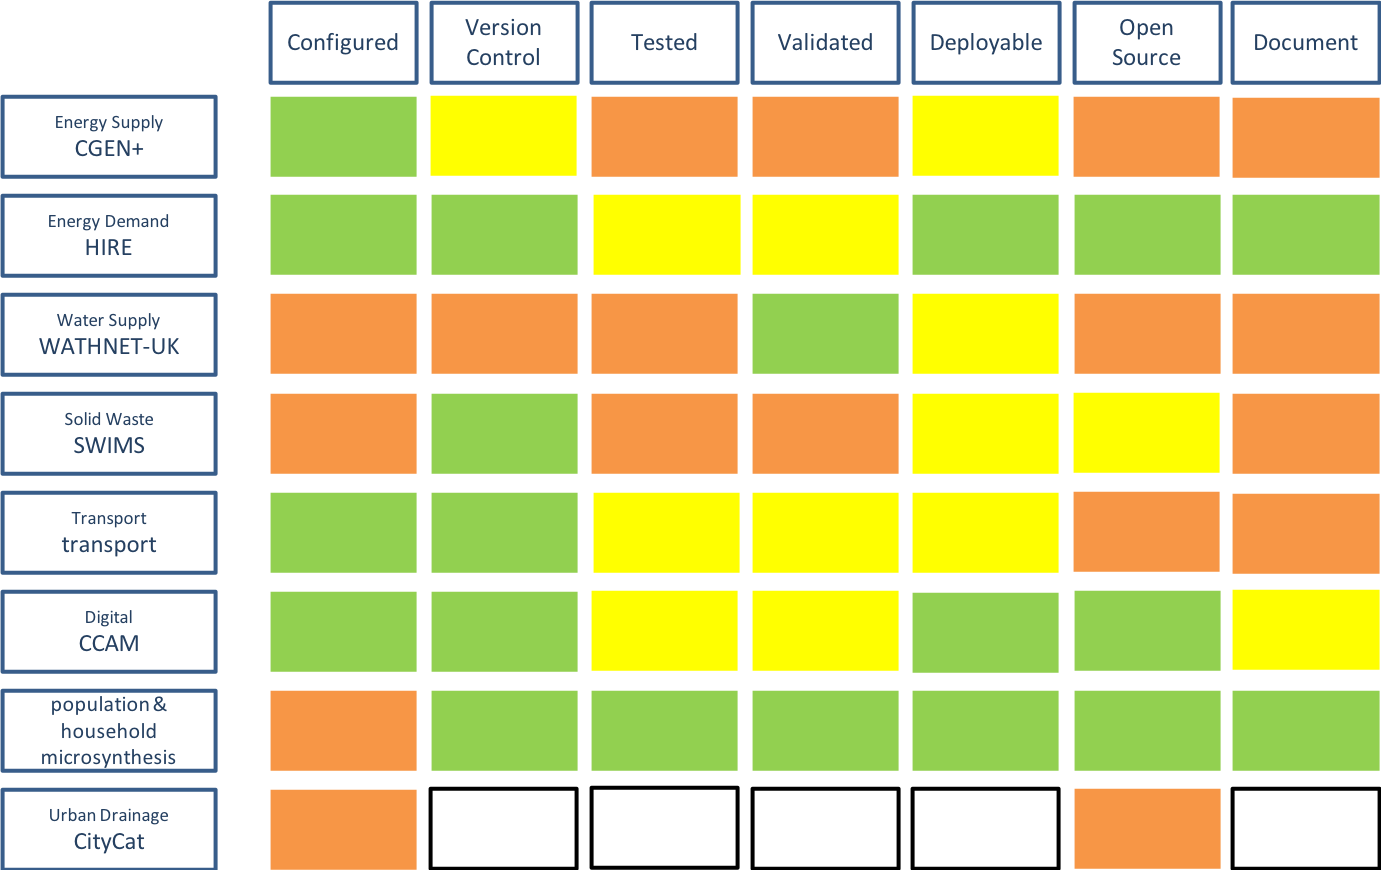 Configured
Version
Control
Tested
Validated
Deployable
Open
Source
Document
Energy Supply
CGEN+
Energy Demand
HIRE
Water Supply
WATHNET-UK
Solid Waste
SWIMS
Transport
transport
Digital
CCAM
population &
household
microsynthesis
Urban Drainage
CityCat